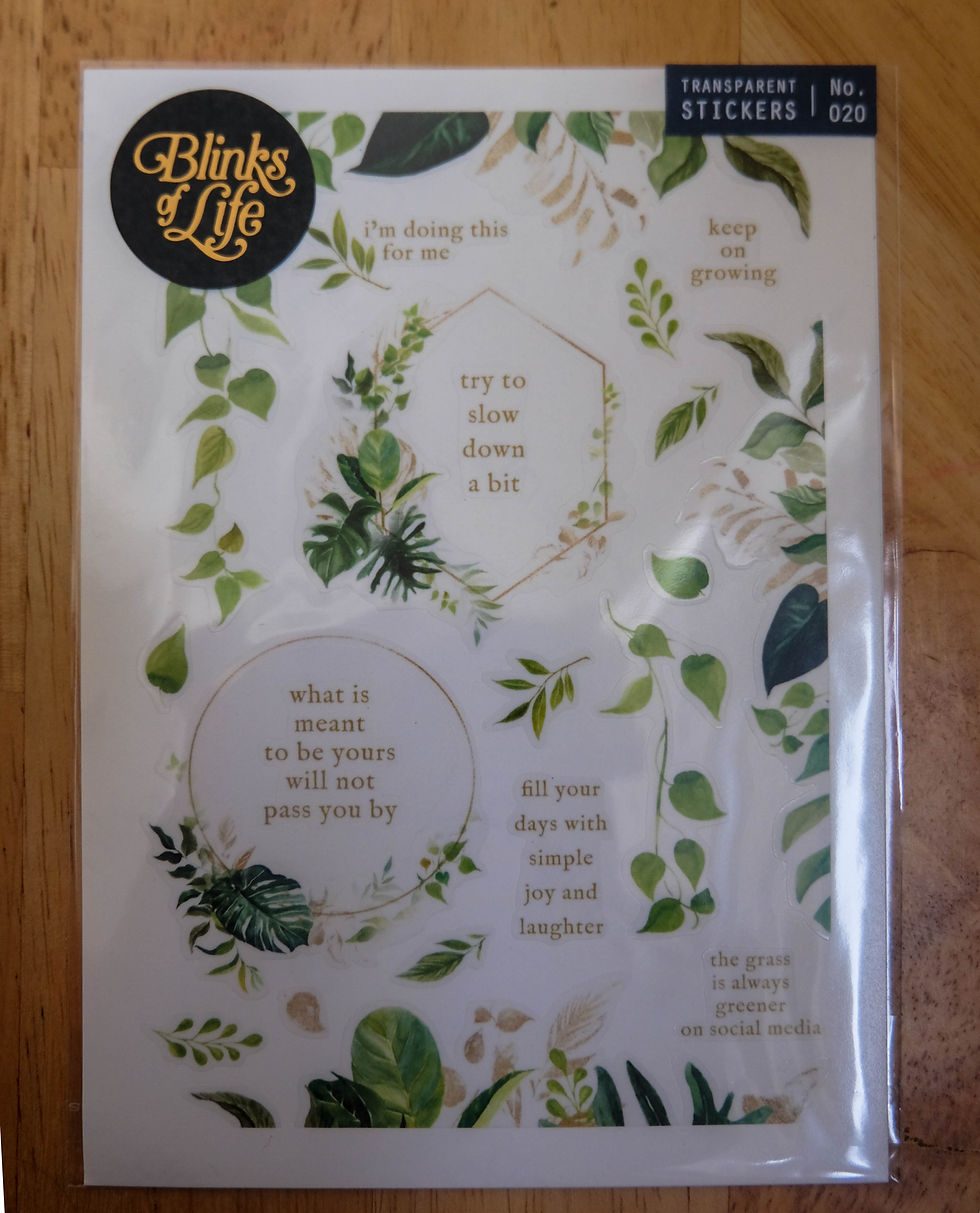 Blinks
of Life
TRANSPARENT
STICKERS
No.
020
i'm doing this
for me
keep
on
growing
try to
slow
down
a bit
what is
meant
to be yours
will not
pass you by
fill your
days with
simple
joy and
laughter
the grass
is always
greener
on social media